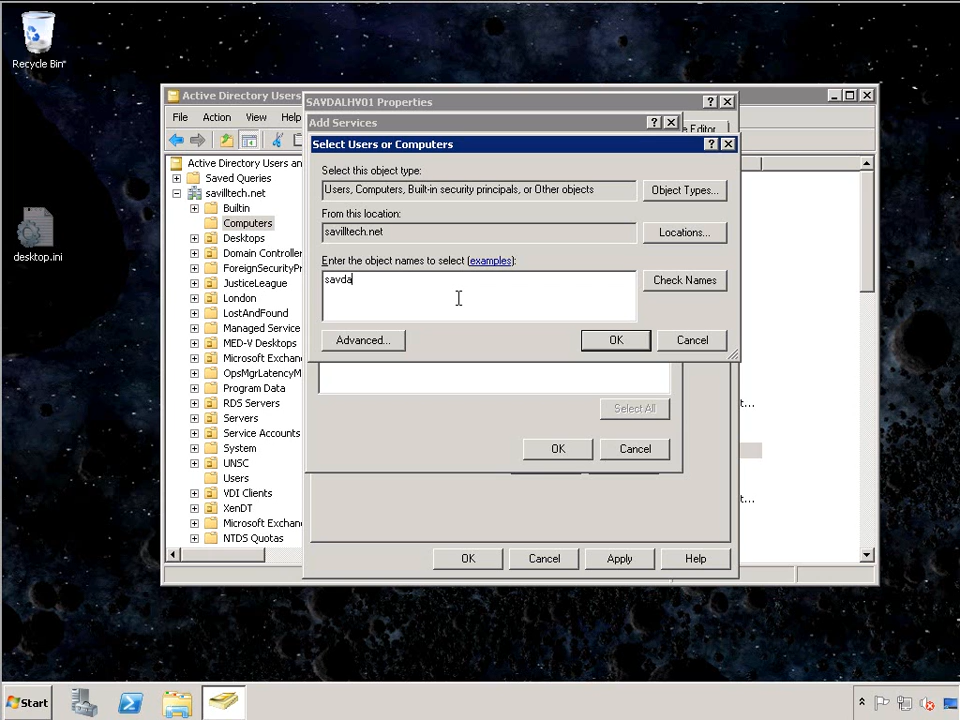 Recycle Bin
desktop.ini
Active Directory Users
File Action View Help
Active Directory Users an
Saved Queries
savilltech.net
Builtin
Computers
Desktops
Domain Controller
ForeignSecurityPr
JusticeLeague
London
LostAndFound
Managed Service
MED-V Desktops
Microsoft Exchan
OpsMgrLatencyM
Program Data
RDS Servers
Servers
Service Accounts
System
UNSC
Users
VDI Clients
XenDT
Microsoft Exchan
NTDS Quotas
SAVDALHV01 Properties
e Editor
Add Services
Select Users or Computers
Select this object type:
Users, Computers, Built-in security principals, or Other objects
Object Types...
From this location:
savilltech.net
Locations...
Enter the object names to select (examples):
savda
Check Names
Advanced...
OK
Cancel
Select All
OK
Cancel
t...
t...
OK
Cancel
Apply
Help
Start